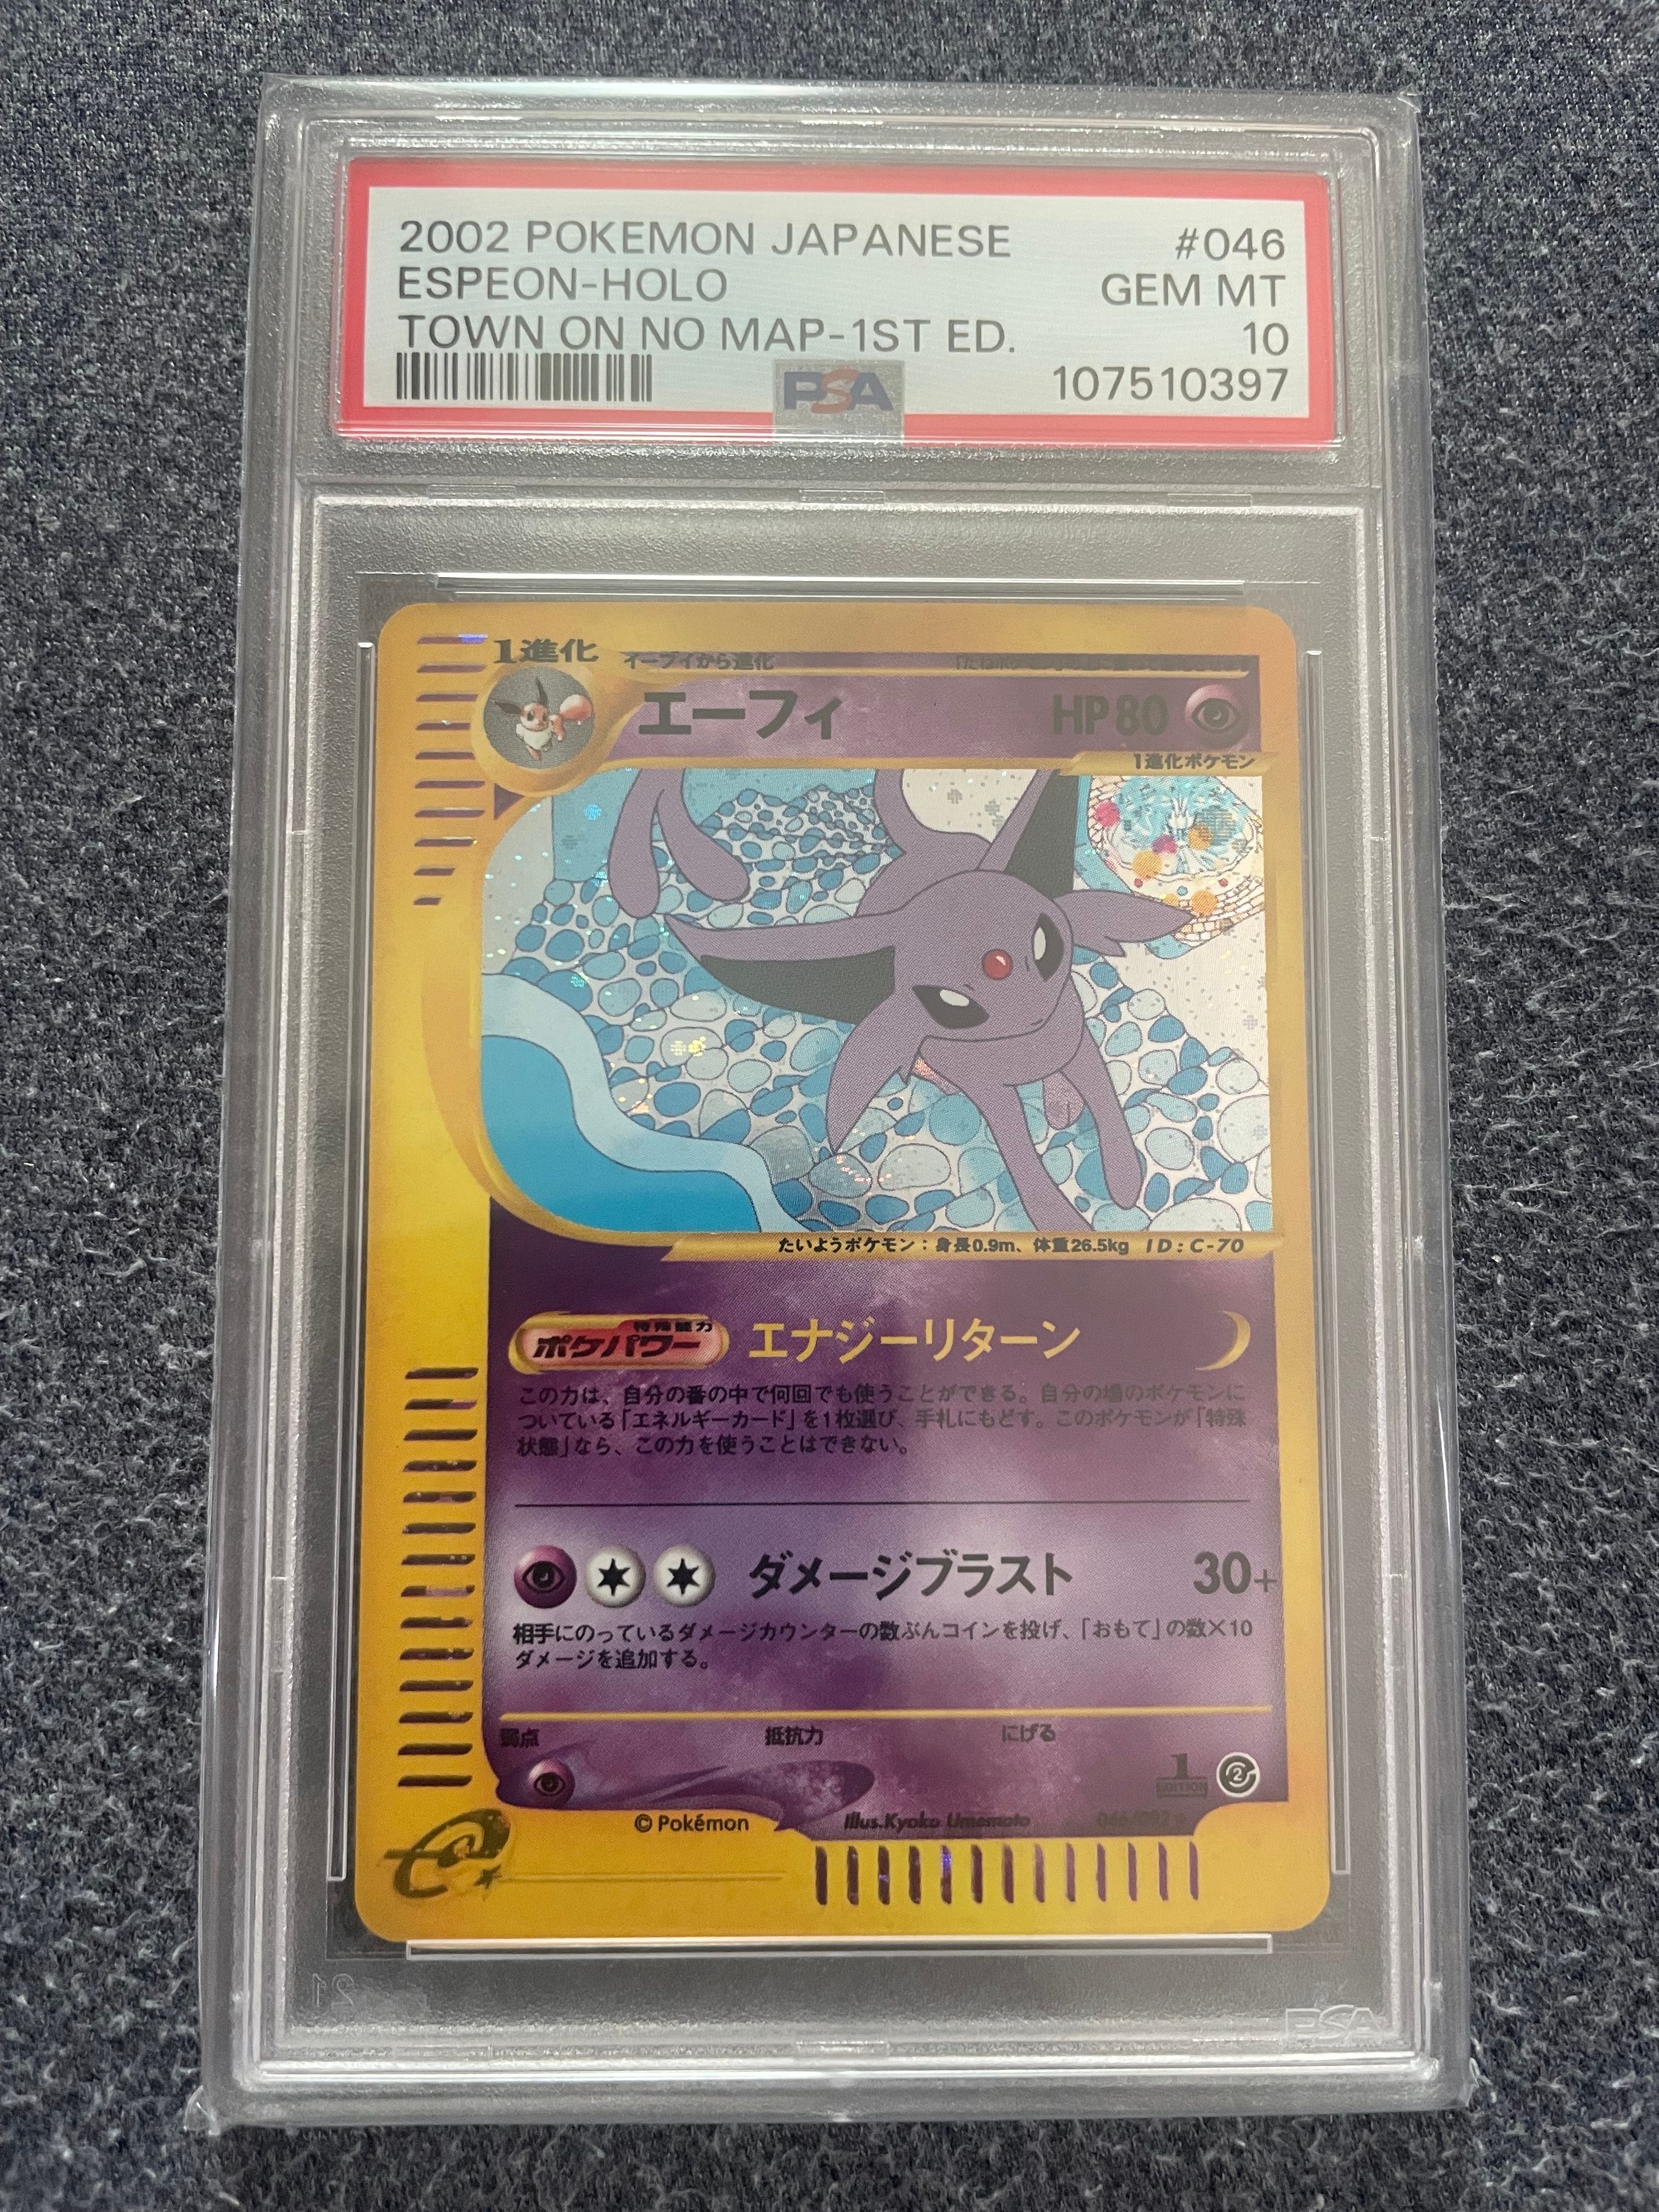 2002 POKEMON JAPANESE #046
ESPEON-HOLO GEM MT
TOWN ON NO MAP-1ST ED. 10
PSA 107510397
1進化 イーブイから進化
エーフィ HP80
1進化ポケモン
たいようポケモン：身長0.9m、体重26.5kg ID:C-70
特殊能力
ポケパワー エナジーリターン
この力は、自分の番の中で何回でも使うことができる。自分の場のポケモンに
ついている「エネルギーカード」を1枚選び、手札にもどす。このポケモンが「特殊
状態」なら、この力を使うことはできない。
ダメージブラスト 30+
相手にのっているダメージカウンターの数ぶんコインを投げ、「おもて」の数×10
ダメージを追加する。
弱点 抵抗力 にげる
1
EDITION
2
©Pokémon Illus.Kyoko Umemoto
e
PSA